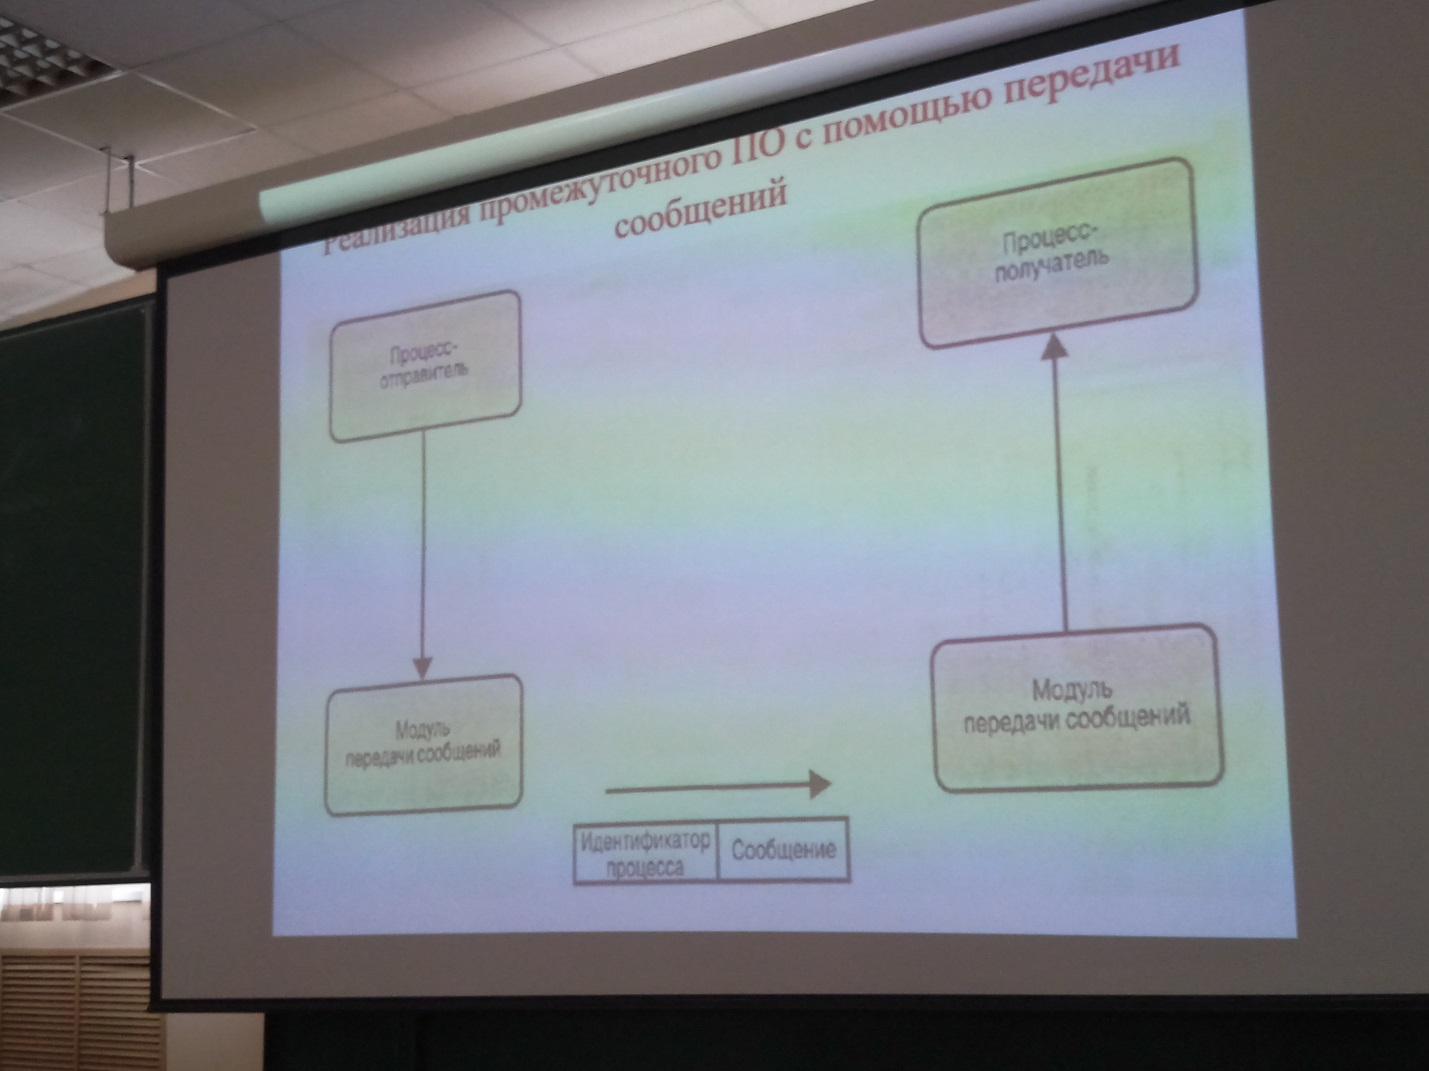 Реализация промежуточного ПО с помощью передачи
сообщений
Процесс-
отправитель
Процесс-
получатель
Модуль
передачи сообщений
Модуль
передачи сообщений
Идентификатор
процесса
Сообщение